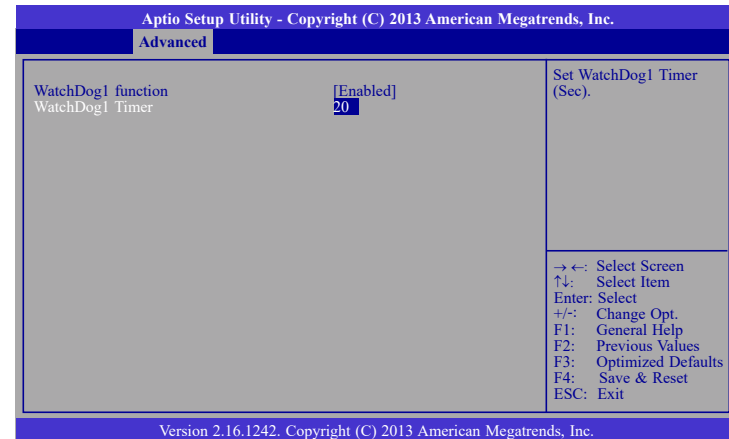 Aptio Setup Utility - Copyright (C) 2013 American Megatrends, Inc.
Advanced
WatchDog1 function [Enabled]
WatchDog1 Timer 20
Set WatchDog1 Timer
(Sec).
→ ←: Select Screen
↑↓: Select Item
Enter: Select
+/-: Change Opt.
F1: General Help
F2: Previous Values
F3: Optimized Defaults
F4: Save & Reset
ESC: Exit
Version 2.16.1242. Copyright (C) 2013 American Megatrends, Inc.